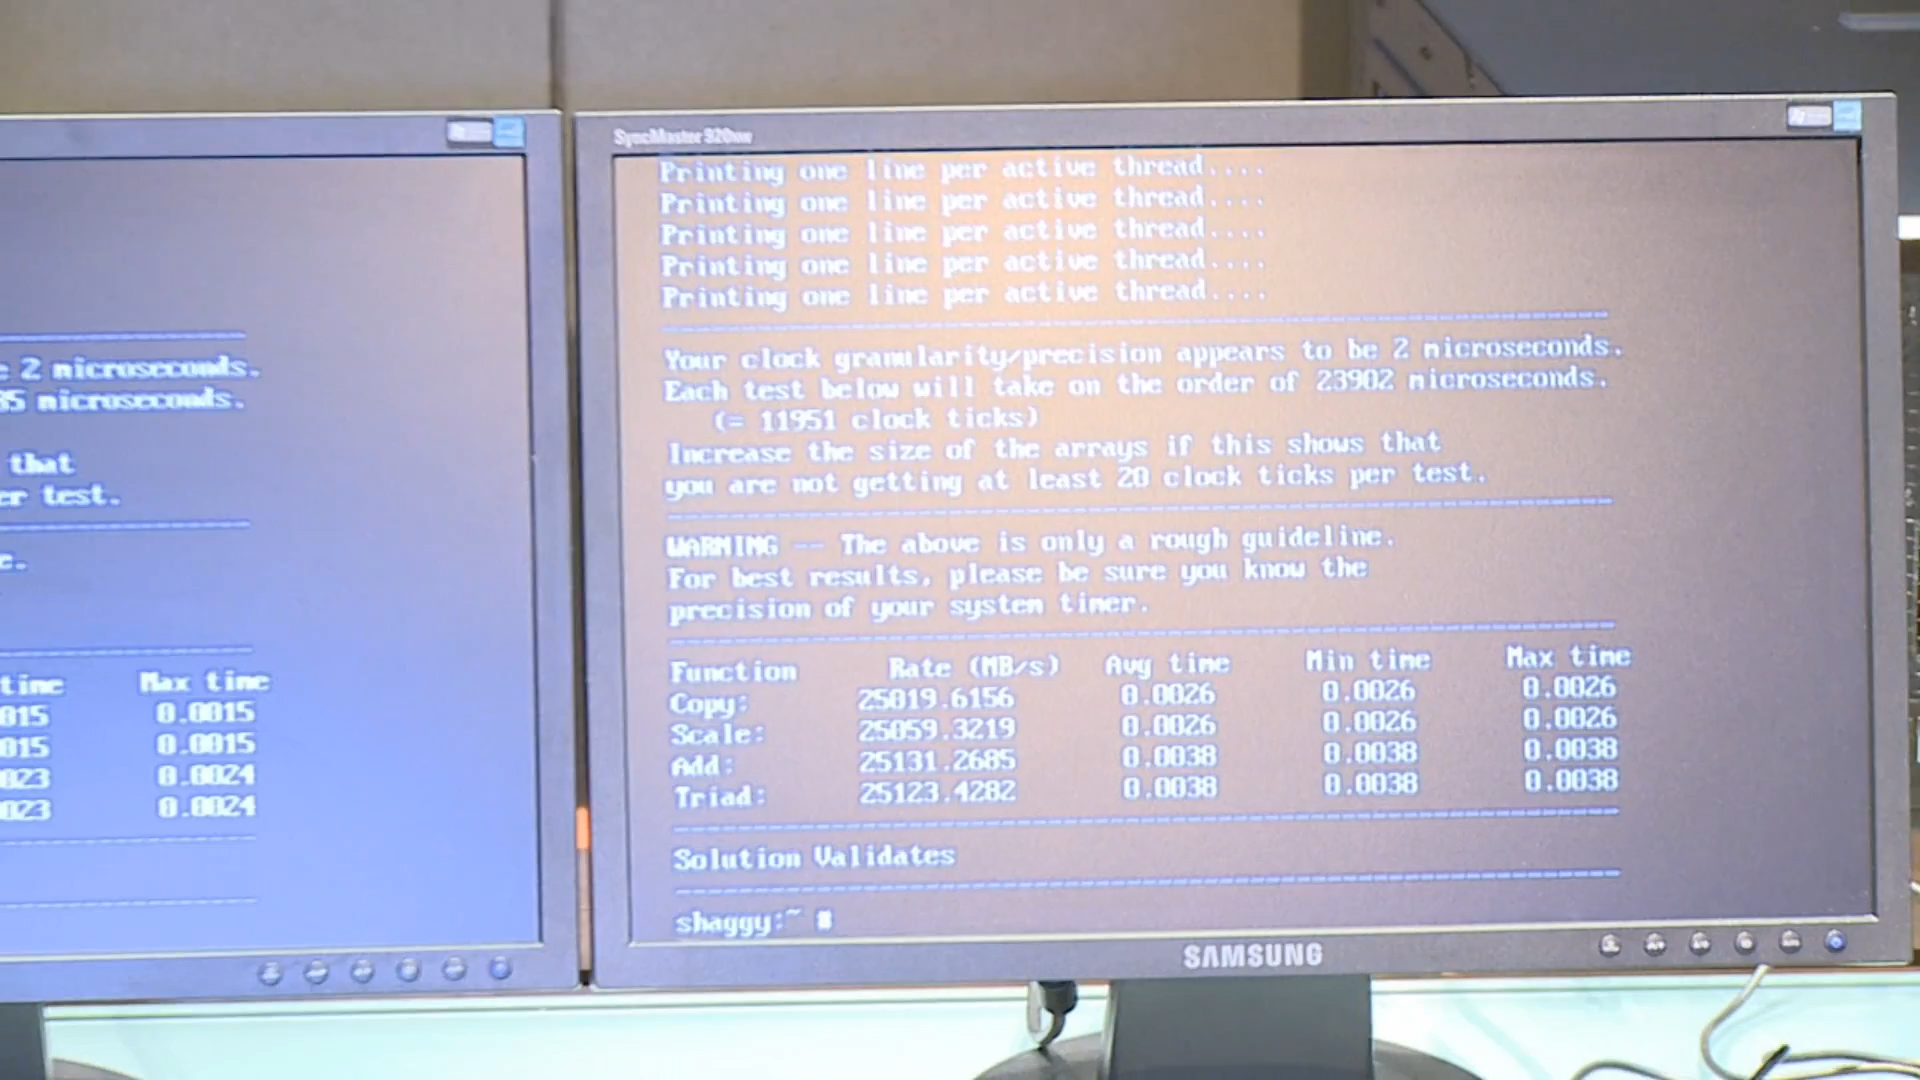 SyncMaster 920nw
Printing one line per active thread....
Printing one line per active thread....
Printing one line per active thread....
Printing one line per active thread....
Printing one line per active thread....
Your clock granularity/precision appears to be 2 microseconds.
Each test below will take on the order of 23902 microseconds.
(= 11951 clock ticks)
Increase the size of the arrays if this shows that
you are not getting at least 20 clock ticks per test.
WARNING -- The above is only a rough guideline.
For best results, please be sure you know the
precision of your system timer.
Function Rate (MB/s) Avg time Min time Max time
Copy: 25019.6156 0.0026 0.0026 0.0026
Scale: 25059.3219 0.0026 0.0026 0.0026
Add: 25131.2685 0.0038 0.0038 0.0038
Triad: 25123.4282 0.0038 0.0038 0.0038
Solution Validates
shaggy:~ #
SAMSUNG
2 microseconds.
35 microseconds.
that
er test.
e.
time Max time
015 0.0015
015 0.0015
023 0.0024
023 0.0024